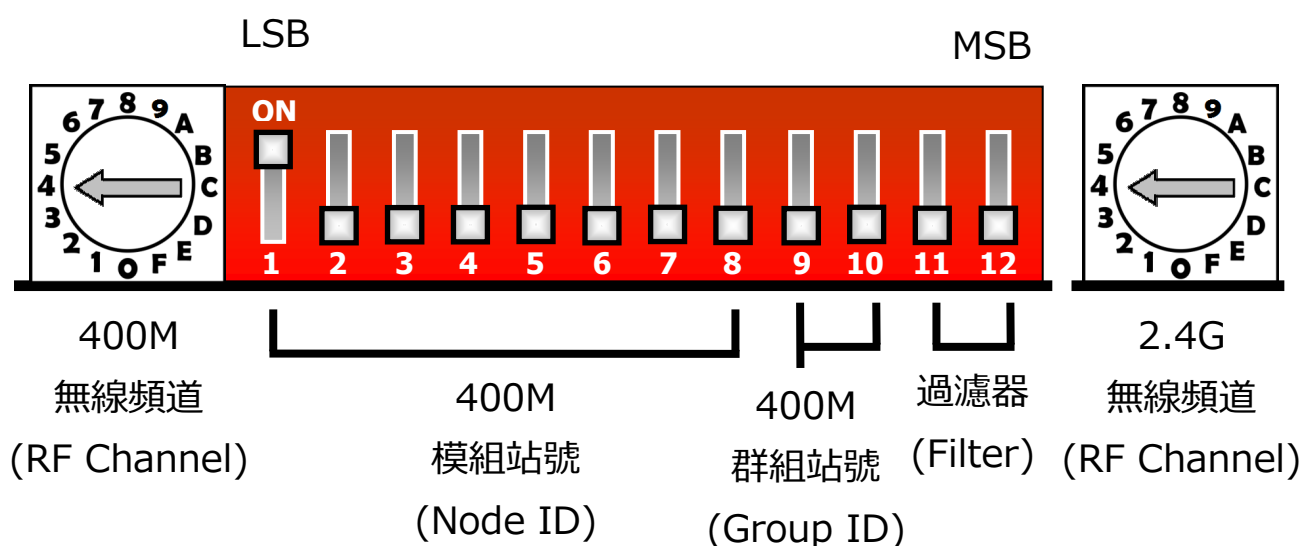 LSB
MSB
0 1 2 3 4 5 6 7 8 9 A B C D E F
ON
1 2 3 4 5 6 7 8 9 10 11 12
0 1 2 3 4 5 6 7 8 9 A B C D E F
400M
無線頻道
(RF Channel)
400M
模組站號
(Node ID)
400M
群組站號
(Group ID)
過濾器
(Filter)
2.4G
無線頻道
(RF Channel)